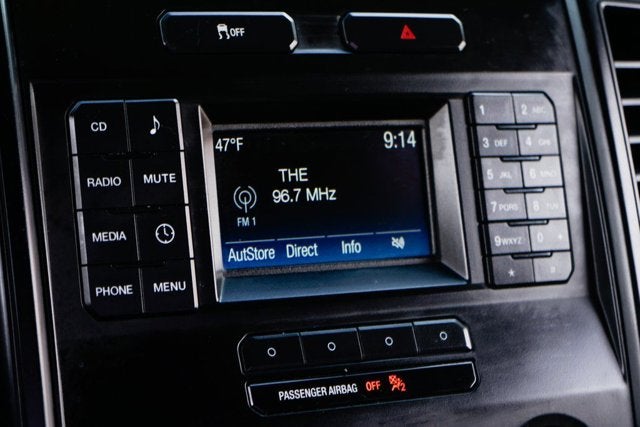 OFF
CD
RADIO MUTE
MEDIA
PHONE MENU
47°F 9:14
THE
96.7 MHz
FM 1
AutStore Direct Info
1 2 ABC
3 DEF 4 GHI
5 JKL 6 MNO
7 PQRS 8 TUV
9 WXYZ 0 +
* #
PASSENGER AIRBAG OFF 2